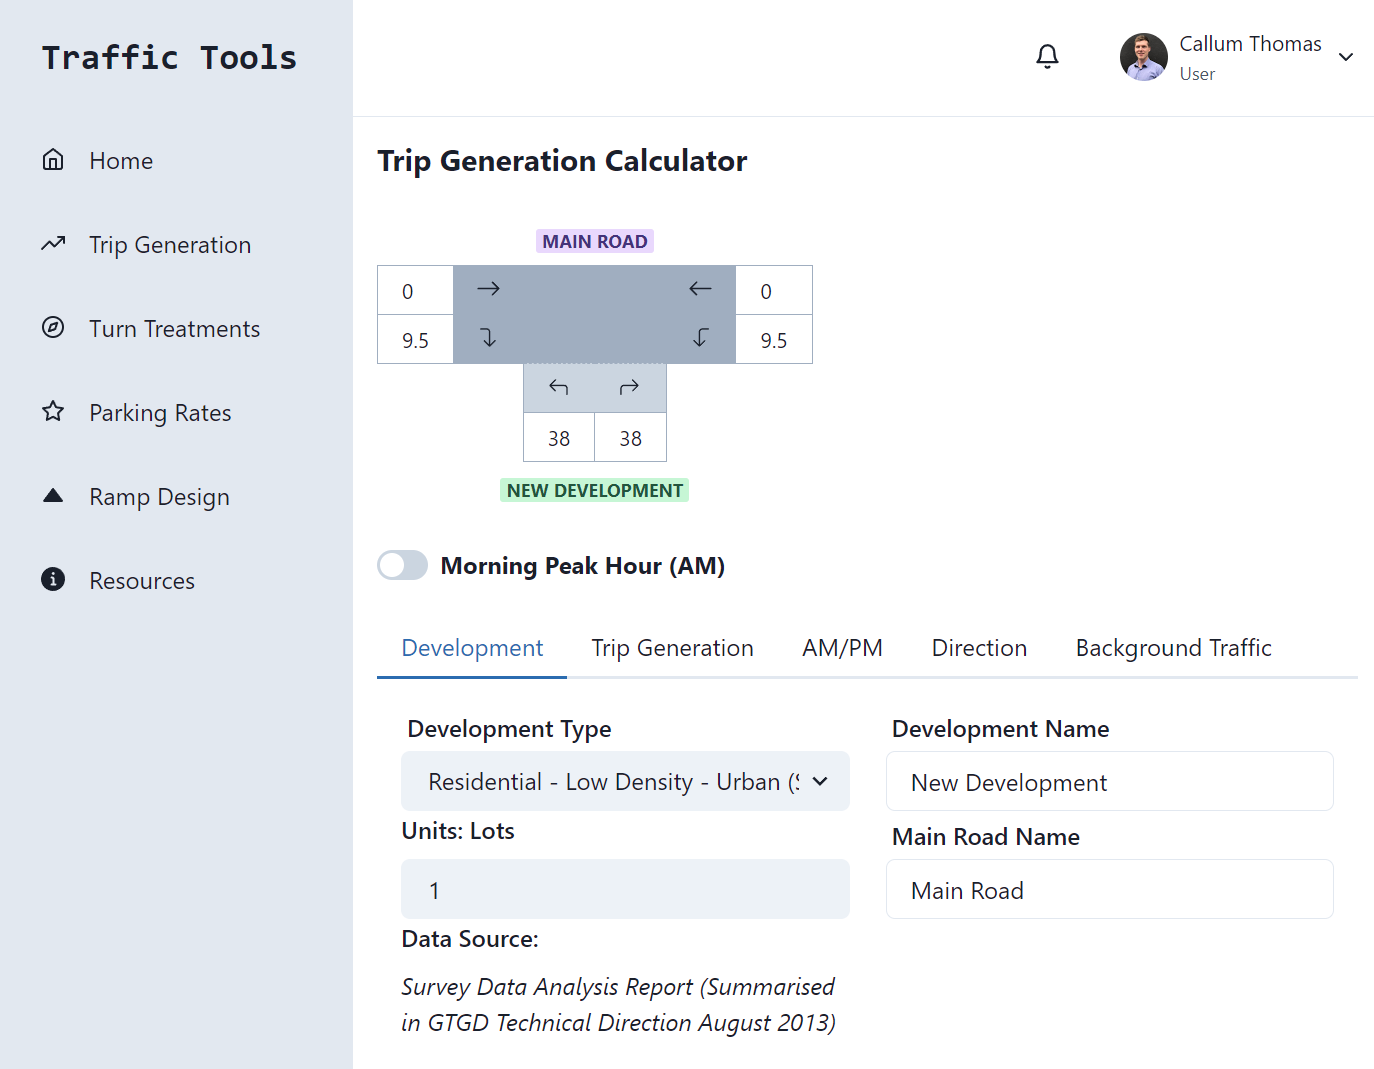 Traffic Tools
Home
Trip Generation
Turn Treatments
Parking Rates
Ramp Design
Resources
Callum Thomas
User
Trip Generation Calculator
MAIN ROAD
0 0
9.5 9.5
38 38
NEW DEVELOPMENT
Morning Peak Hour (AM)
Development Trip Generation AM/PM Direction Background Traffic
Development Type
Residential - Low Density - Urban (
Units: Lots
1
Data Source:
Survey Data Analysis Report (Summarised
in GTGD Technical Direction August 2013)
Development Name
New Development
Main Road Name
Main Road